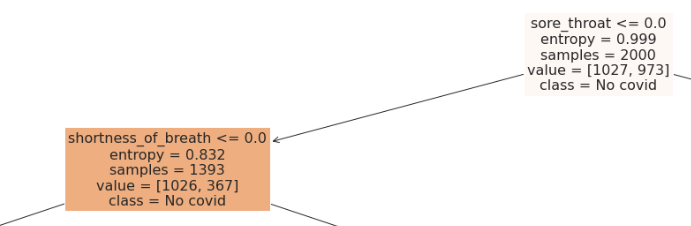 sore_throat <= 0.0
entropy = 0.999
samples = 2000
value = [1027, 973]
class = No covid
shortness_of_breath <= 0.0
entropy = 0.832
samples = 1393
value = [1026, 367]
class = No covid